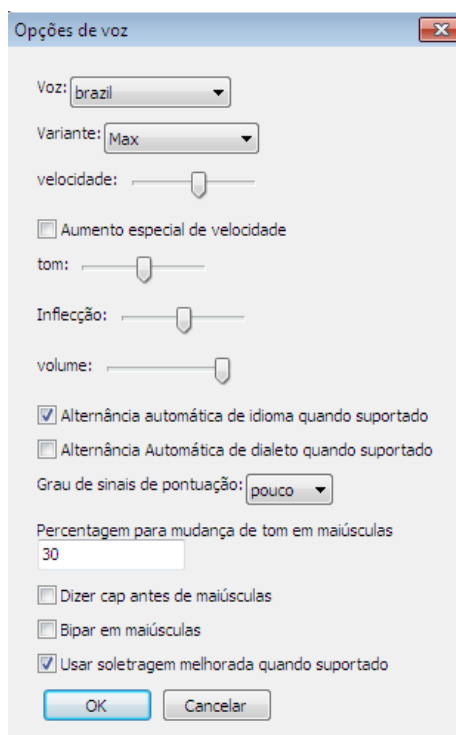 Opções de voz
Voz: brazil
Variante: Max
velocidade:
Aumento especial de velocidade
tom:
Inflecção:
volume:
Alternância automática de idioma quando suportado
Alternância Automática de dialeto quando suportado
Grau de sinais de pontuação: pouco
Percentagem para mudança de tom em maiúsculas
30
Dizer cap antes de maiúsculas
Bipar em maiúsculas
Usar soletragem melhorada quando suportado
OK Cancelar